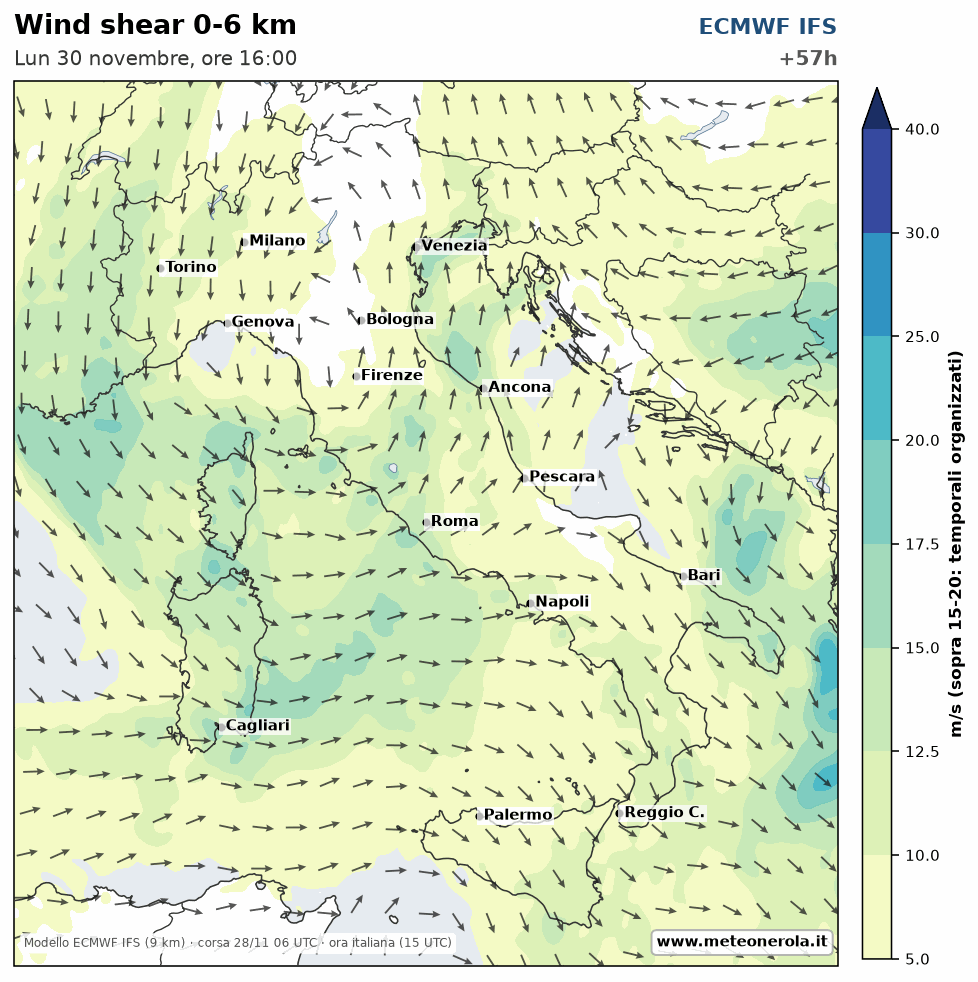 Wind shear 0-6 km
ECMWF IFS
Lun 30 novembre, ore 16:00
+57h
Milano
Venezia
Torino
Genova
Bologna
Firenze
Ancona
Pescara
Roma
Bari
Napoli
Cagliari
Palermo
Reggio C.
Modello ECMWF IFS (9 km) · corsa 28/11 06 UTC · ora italiana (15 UTC)
www.meteonerola.it
40.0
30.0
25.0
20.0
17.5
15.0
12.5
10.0
5.0
m/s (sopra 15-20: temporali organizzati)